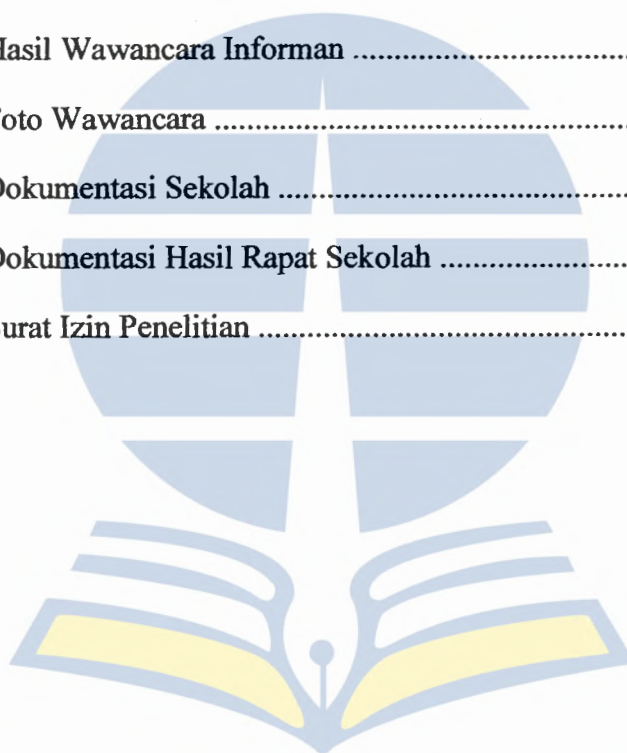 Hasil Wawancara Informan ................................................
Foto Wawancara ................................................................
Dokumentasi Sekolah ......................................................
Dokumentasi Hasil Rapat Sekolah ..............................
Surat Izin Penelitian .........................................................